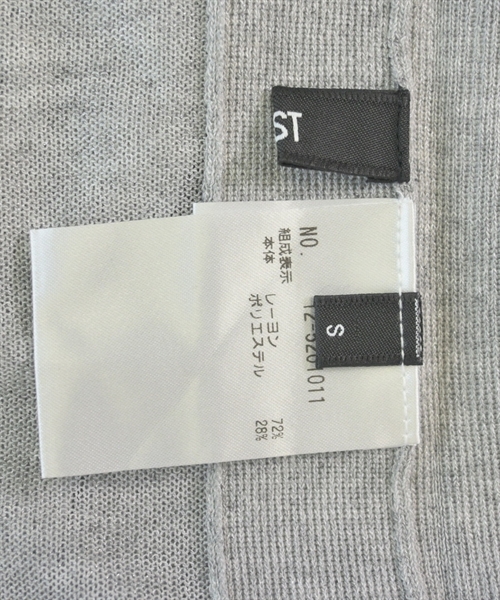 ST
NO.
組成表示
本体
レーヨン 72%
ポリエステル 28%
S